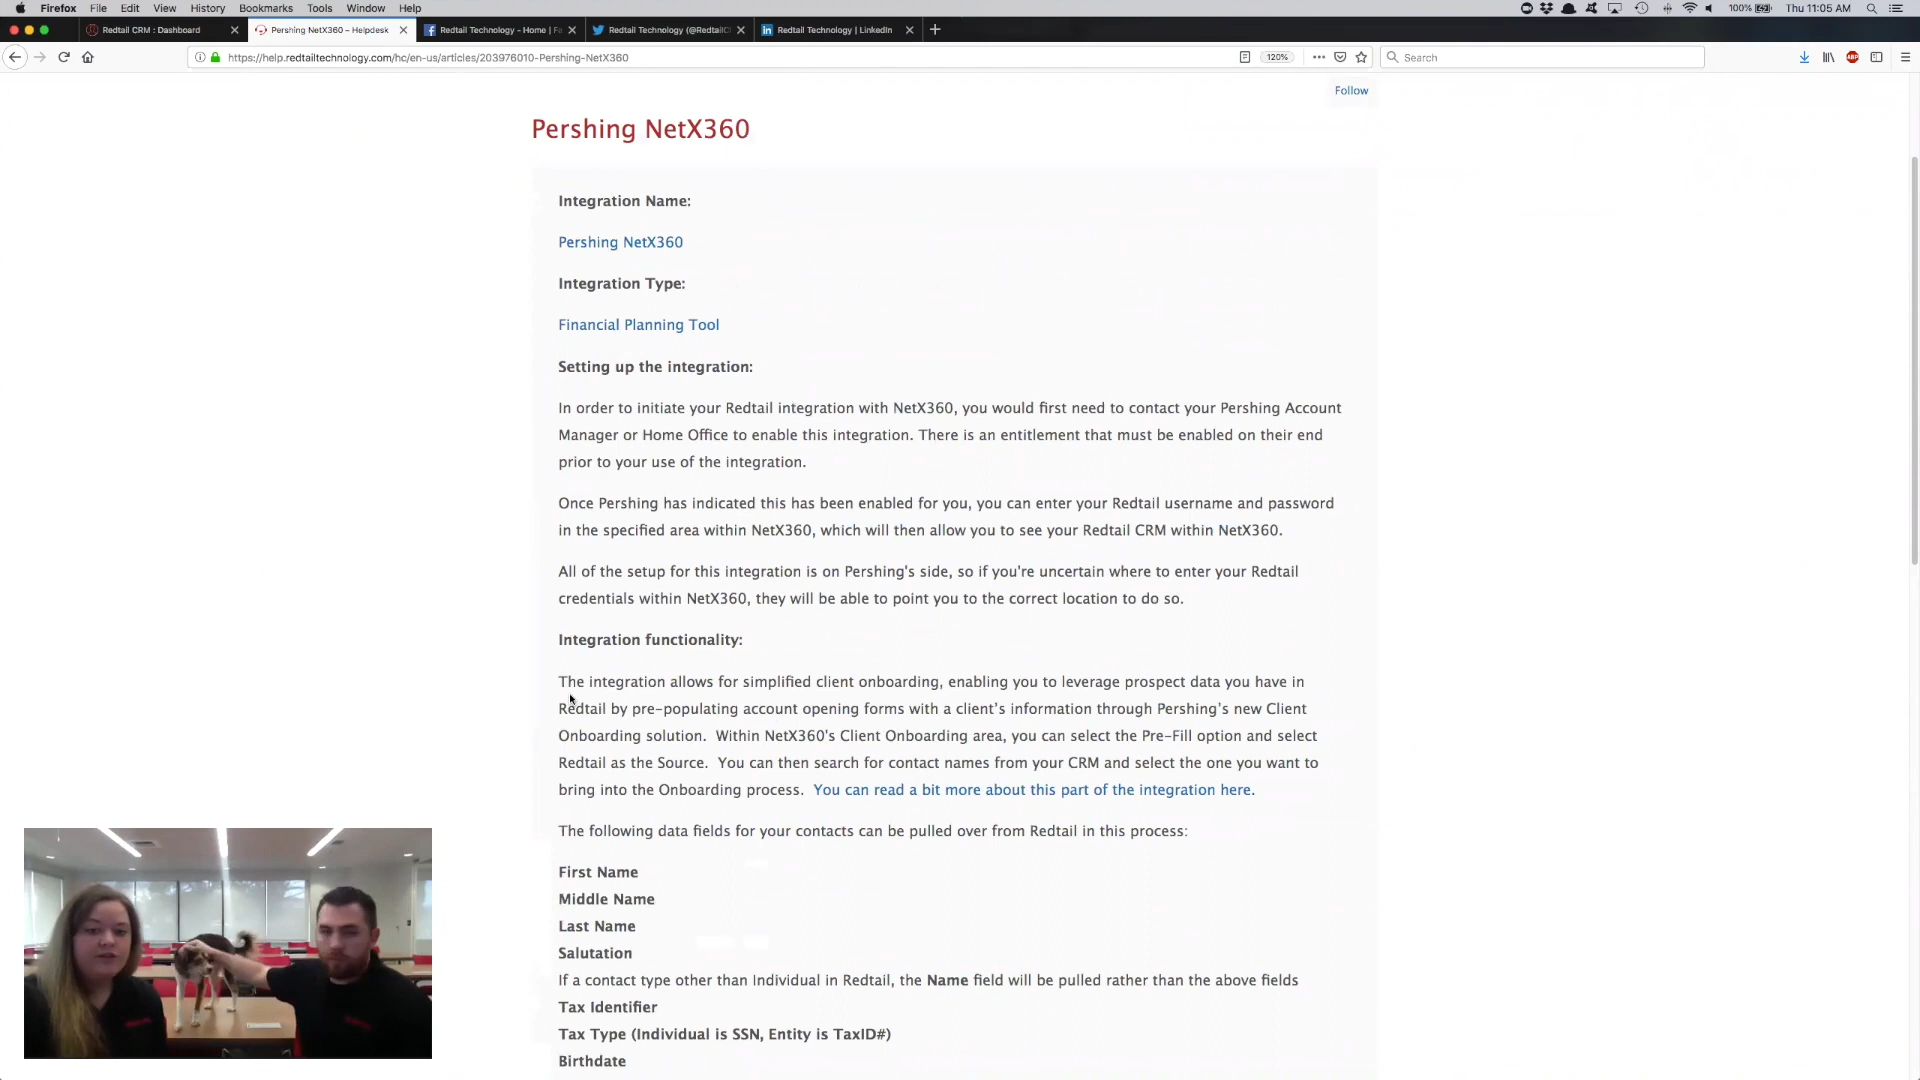 Firefox File Edit View History Bookmarks Tools Window Help 100% Thu 11:05 AM
Redtail CRM : Dashboard Pershing NetX360 – Helpdesk Redtail Technology - Home | Fa Redtail Technology (@RedtailC Redtail Technology | LinkedIn
https://help.redtailtechnology.com/hc/en-us/articles/203976010-Pershing-NetX360 120% Search
Follow
Pershing NetX360
Integration Name:
Pershing NetX360
Integration Type:
Financial Planning Tool
Setting up the integration:
In order to initiate your Redtail integration with NetX360, you would first need to contact your Pershing Account
Manager or Home Office to enable this integration. There is an entitlement that must be enabled on their end
prior to your use of the integration.
Once Pershing has indicated this has been enabled for you, you can enter your Redtail username and password
in the specified area within NetX360, which will then allow you to see your Redtail CRM within NetX360.
All of the setup for this integration is on Pershing's side, so if you're uncertain where to enter your Redtail
credentials within NetX360, they will be able to point you to the correct location to do so.
Integration functionality:
The integration allows for simplified client onboarding, enabling you to leverage prospect data you have in
Redtail by pre-populating account opening forms with a client's information through Pershing's new Client
Onboarding solution. Within NetX360's Client Onboarding area, you can select the Pre-Fill option and select
Redtail as the Source. You can then search for contact names from your CRM and select the one you want to
bring into the Onboarding process. You can read a bit more about this part of the integration here.
The following data fields for your contacts can be pulled over from Redtail in this process:
First Name
Middle Name
Last Name
Salutation
If a contact type other than Individual in Redtail, the Name field will be pulled rather than the above fields
Tax Identifier
Tax Type (Individual is SSN, Entity is TaxID#)
Birthdate